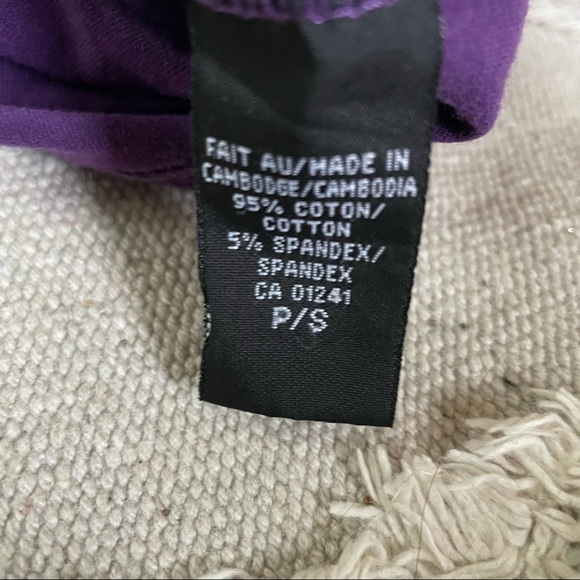 FAIT AU/MADE IN
CAMBODGE/CAMBODIA
95% COTON/
COTTON
5% SPANDEX/
SPANDEX
CA 01241
P/S